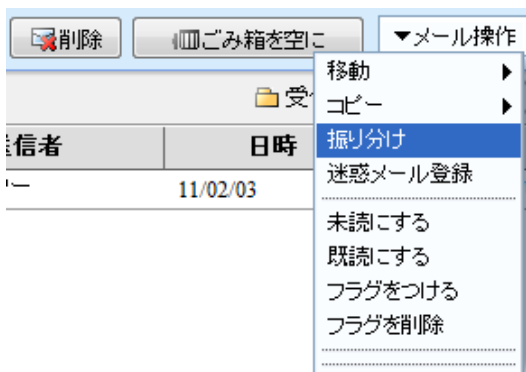 削除 ごみ箱を空に ▼メール操作
移動
受
コピー
信者 日時 振り分け
迷惑メール登録
ー 11/02/03
未読にする
既読にする
フラグをつける
フラグを削除